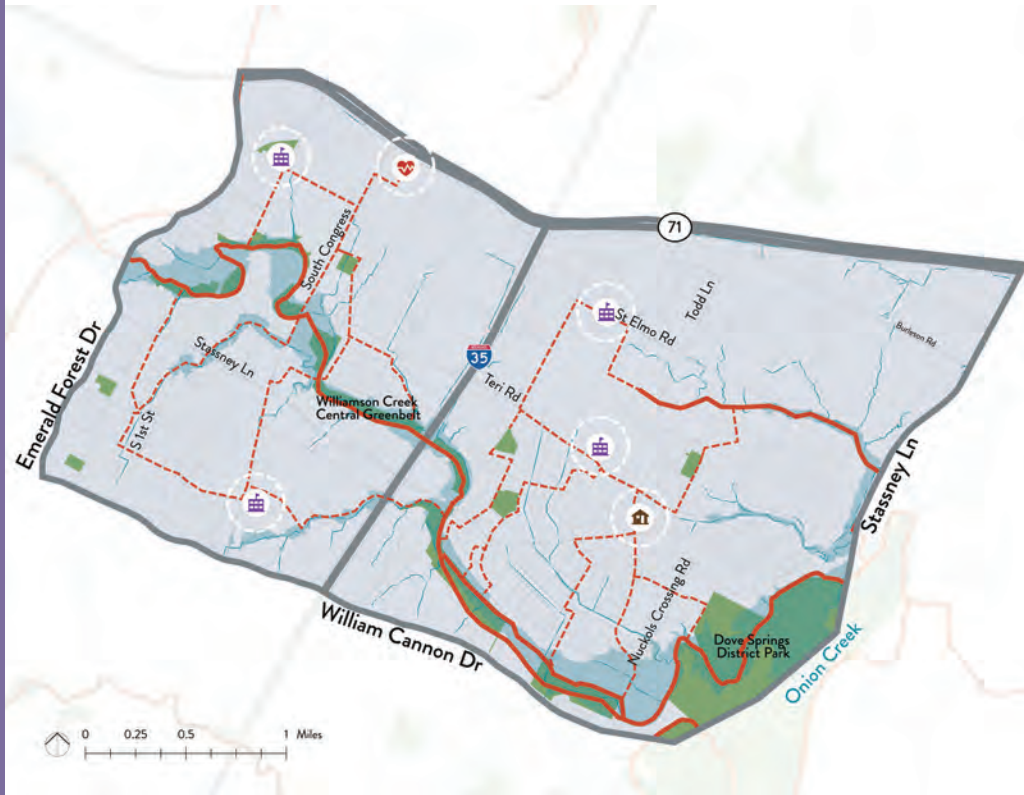 71
South Congress
Todd Ln
St Elmo Rd
Burleson Rd
Emerald Forest Dr
Stassney Ln
35
Teri Rd
Williamson Creek
Central Greenbelt
S 1st St
Stassney Ln
Nuckols Crossing Rd
William Cannon Dr
Dove Springs
District Park
Onion Creek
0 0.25 0.5 1 Miles